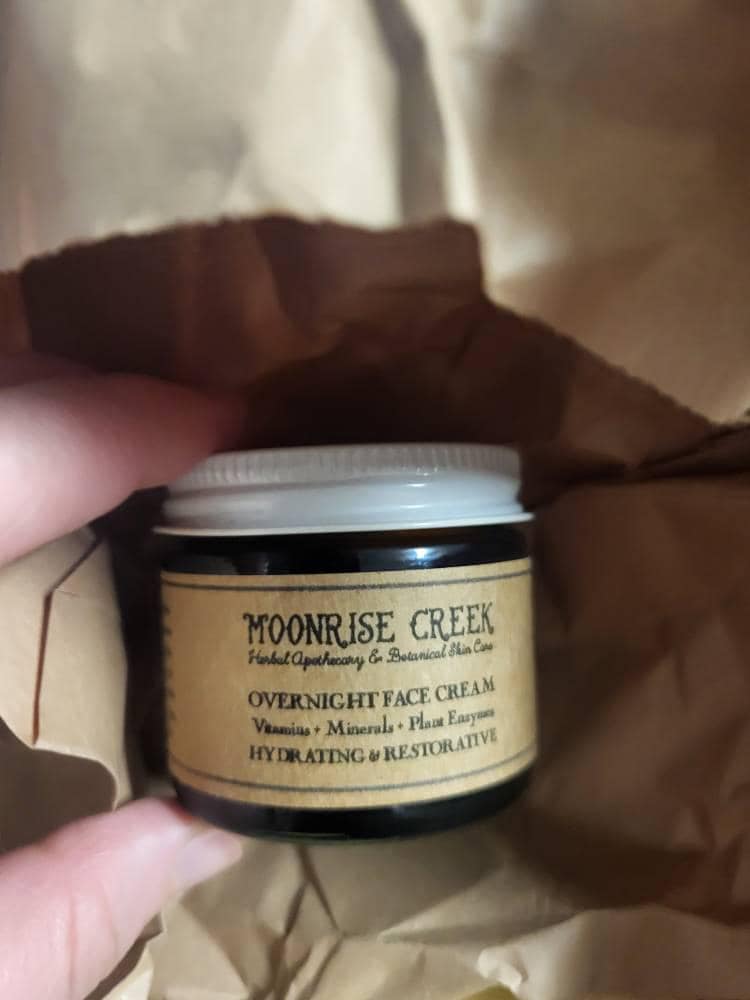 MOONRISE CREEK
Herbal Apothecary & Botanical Skin Care
OVERNIGHT FACE CREAM
Vitamins + Minerals + Plant Enzymes
HYDRATING & RESTORATIVE